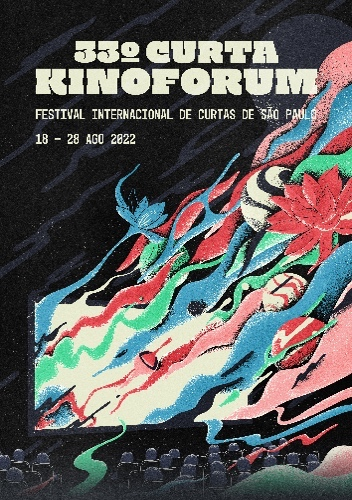 33º CURTA
KINOFORUM
FESTIVAL INTERNACIONAL DE CURTAS DE SÃO PAULO
18 – 28 AGO 2022